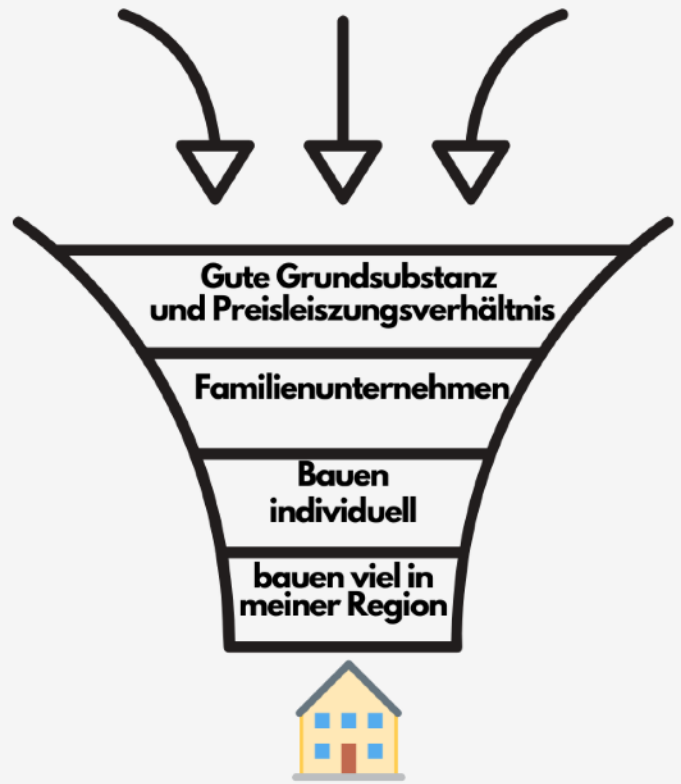 Gute Grundsubstanz
und Preisleiszungsverhältnis
Familienunternehmen
Bauen
individuell
bauen viel in
meiner Region